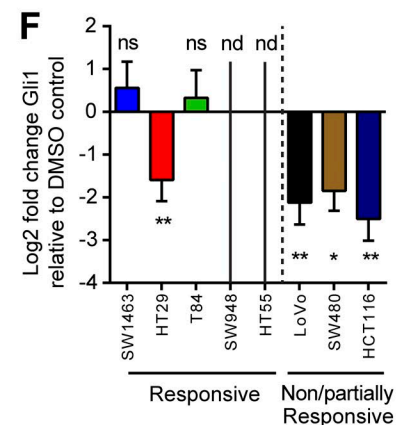 F
Log2 fold change Gli1
relative to DMSO control
2
1
0
-1
-2
-3
-4
ns
**
ns
nd
nd
**
*
**
SW1463
HT29
T84
SW948
HT55
LoVo
SW480
HCT116
Responsive
Non/partially
Responsive